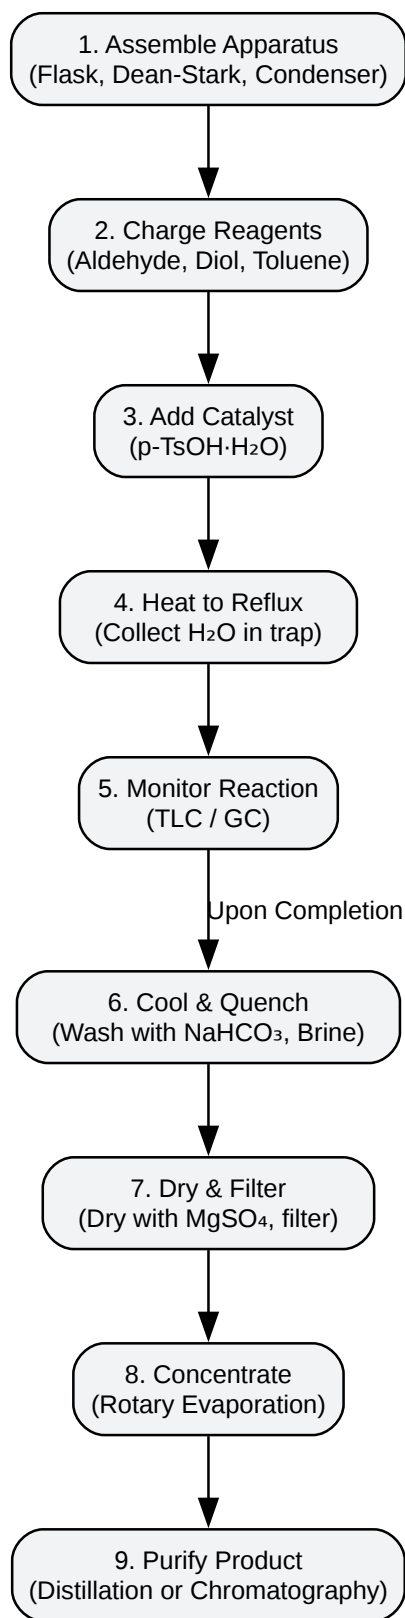 1. Assemble Apparatus
(Flask, Dean-Stark, Condenser)
2. Charge Reagents
(Aldehyde, Diol, Toluene)
3. Add Catalyst
(p-TsOH·H₂O)
4. Heat to Reflux
(Collect H₂O in trap)
5. Monitor Reaction
(TLC / GC)
Upon Completion
6. Cool & Quench
(Wash with NaHCO₃, Brine)
7. Dry & Filter
(Dry with MgSO₄, filter)
8. Concentrate
(Rotary Evaporation)
9. Purify Product
(Distillation or Chromatography)